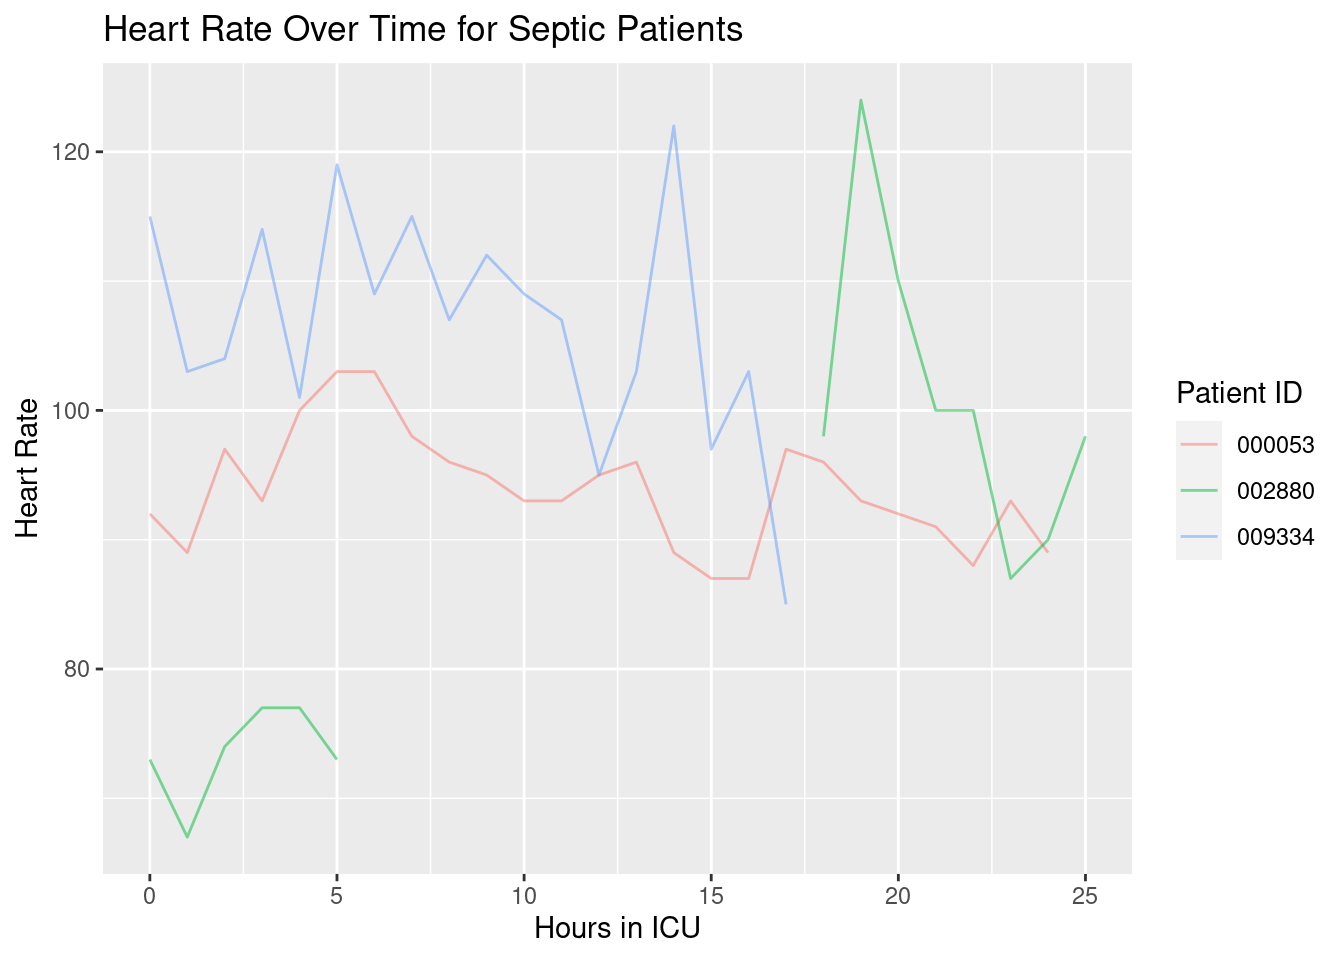 Heart Rate Over Time for Septic Patients
120
100
80
Heart Rate
0 5 10 15 20 25
Hours in ICU
Patient ID
000053
002880
009334